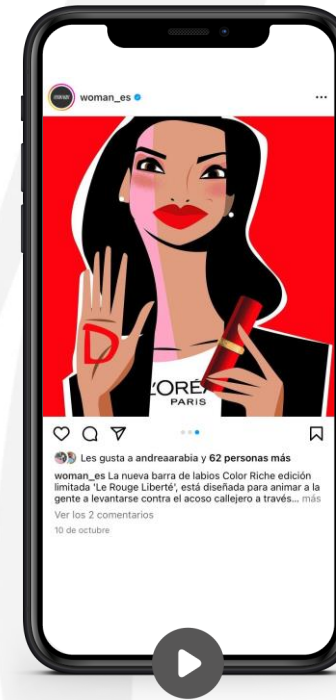 woman_es
D
L'ORÉA
PARIS
Les gusta a andreaarabia y 62 personas más
woman_es La nueva barra de labios Color Riche edición
limitada 'Le Rouge Liberté', está diseñada para animar a la
gente a levantarse contra el acoso callejero a través... más
Ver los 2 comentarios
10 de octubre